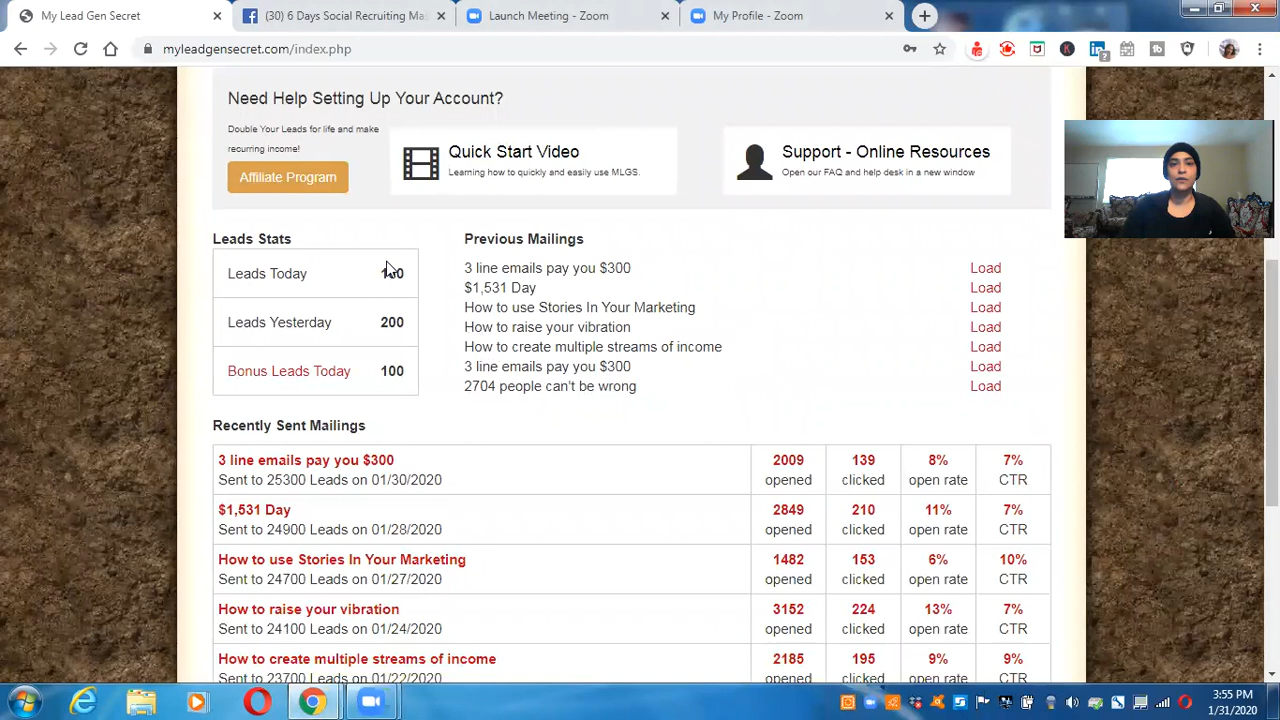 My Lead Gen Secret
(30) 6 Days Social Recruiting Ma
Launch Meeting - Zoom
My Profile - Zoom
myleadgensecret.com/index.php
Need Help Setting Up Your Account?
Double Your Leads for life and make
recurring income!
Affiliate Program
Quick Start Video
Learning how to quickly and easily use MLGS.
Support - Online Resources
Open our FAQ and help desk in a new window
Leads Stats
Leads Today
Leads Yesterday 200
Bonus Leads Today 100
Previous Mailings
3 line emails pay you $300 Load
$1,531 Day Load
How to use Stories In Your Marketing Load
How to raise your vibration Load
How to create multiple streams of income Load
3 line emails pay you $300 Load
2704 people can't be wrong Load
Recently Sent Mailings
3 line emails pay you $300 2009 139 8% 7%
Sent to 25300 Leads on 01/30/2020 opened clicked open rate CTR
$1,531 Day 2849 210 11% 7%
Sent to 24900 Leads on 01/28/2020 opened clicked open rate CTR
How to use Stories In Your Marketing 1482 153 6% 10%
Sent to 24700 Leads on 01/27/2020 opened clicked open rate CTR
How to raise your vibration 3152 224 13% 7%
Sent to 24100 Leads on 01/24/2020 opened clicked open rate CTR
How to create multiple streams of income 2185 195 9% 9%
Sent to 23700 Leads on 01/22/2020 opened clicked open rate CTR
3:55 PM
1/31/2020